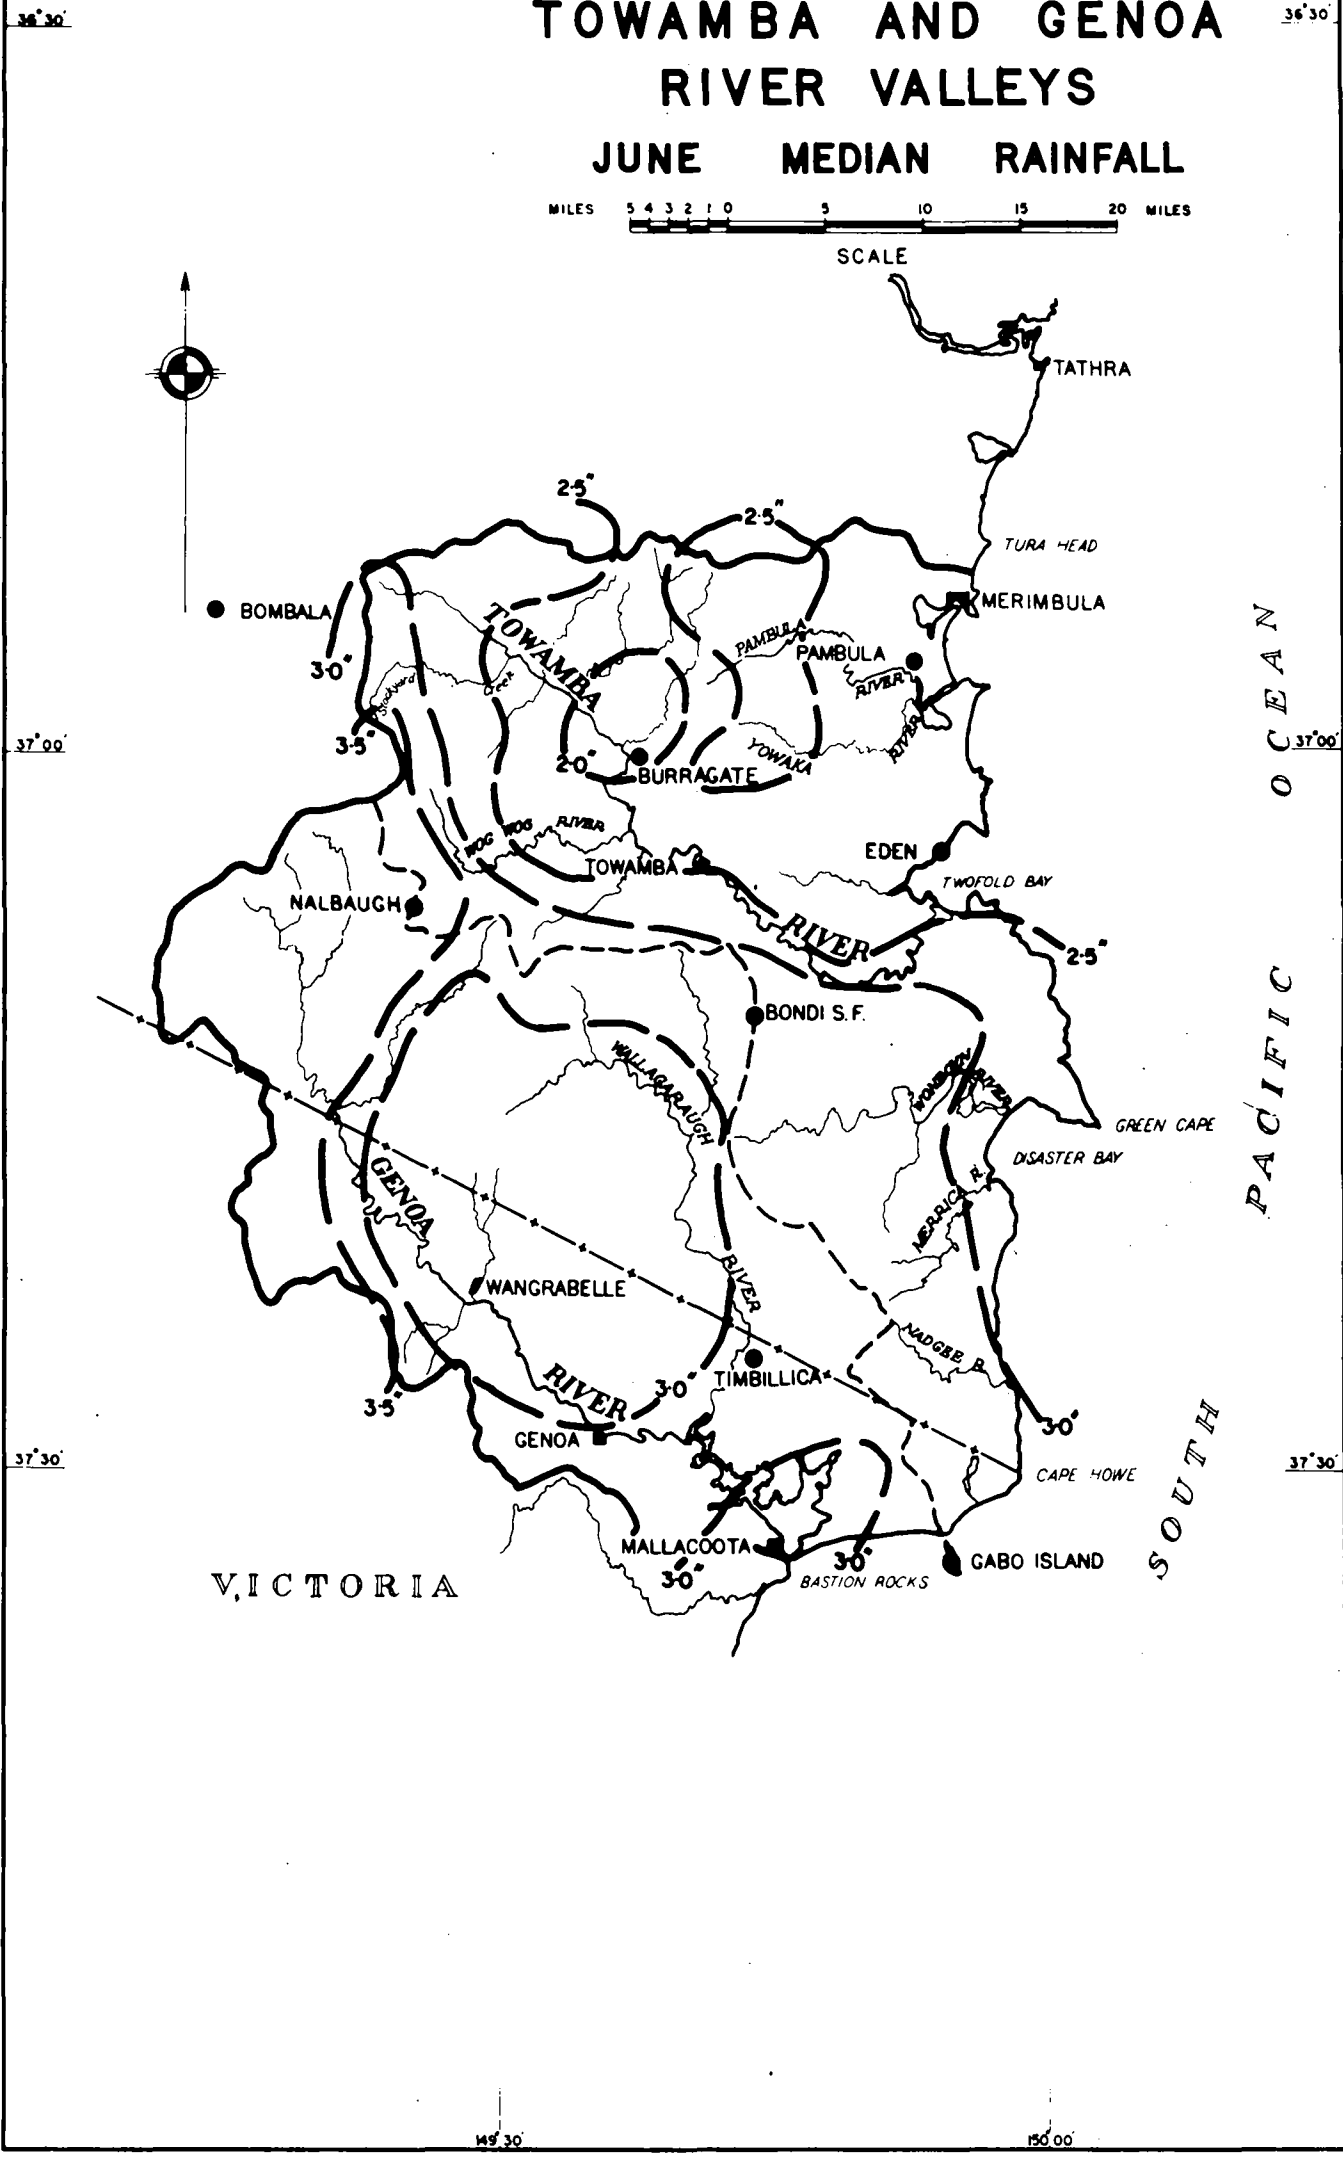 36°30'
TOWAMBA AND GENOA
36°30'
RIVER VALLEYS
JUNE MEDIAN RAINFALL
MILES 5 4 3 2 1 0 5 10 15 20 MILES
SCALE
TATHRA
2·5"
2·5"
TURA HEAD
BOMBALA
MERIMBULA
TOWAMBA
PAMBULA
PAMBULA
RIVER
3·0"
Stockyard
Creek
3·5"
37°00'
37°00'
2·0"
BURRAGATE
YOWAKA
RIVER
WOG WOG RIVER
TOWAMBA
EDEN
TWOFOLD BAY
NALBAUGH
RIVER
2·5"
BONDI S.F.
WALLAGARAUGH
WONBOYN
RIVER
GREEN CAPE
DISASTER BAY
GENOA
MERRICA R.
RIVER
WANGRABELLE
NADGEE R.
TIMBILLICA
3·0"
RIVER
3·5"
GENOA
3·0"
37°30'
37°30'
CAPE HOWE
MALLACOOTA
3·0"
3·0"
BASTION ROCKS
GABO ISLAND
VICTORIA
SOUTH PACIFIC OCEAN
149°30'
150°00'